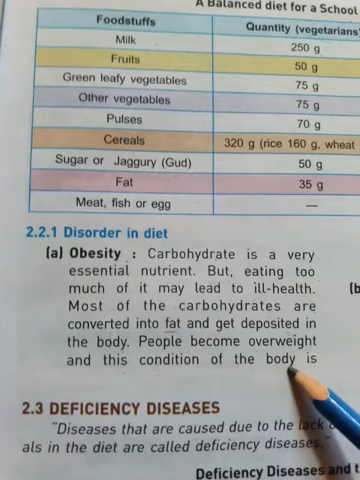 A Balanced diet for a School
Foodstuffs Quantity (vegetarians)
Milk 250 g
Fruits 50 g
Green leafy vegetables 75 g
Other vegetables 75 g
Pulses 70 g
Cereals 320 g (rice 160 g, wheat
Sugar or Jaggury (Gud) 50 g
Fat 35 g
Meat, fish or egg —
2.2.1 Disorder in diet
(a) Obesity : Carbohydrate is a very
essential nutrient. But, eating too
much of it may lead to ill-health.
Most of the carbohydrates are
converted into fat and get deposited in
the body. People become overweight
and this condition of the body is
(b
2.3 DEFICIENCY DISEASES
"Diseases that are caused due to the lack
als in the diet are called deficiency diseases."
Deficiency Diseases and t